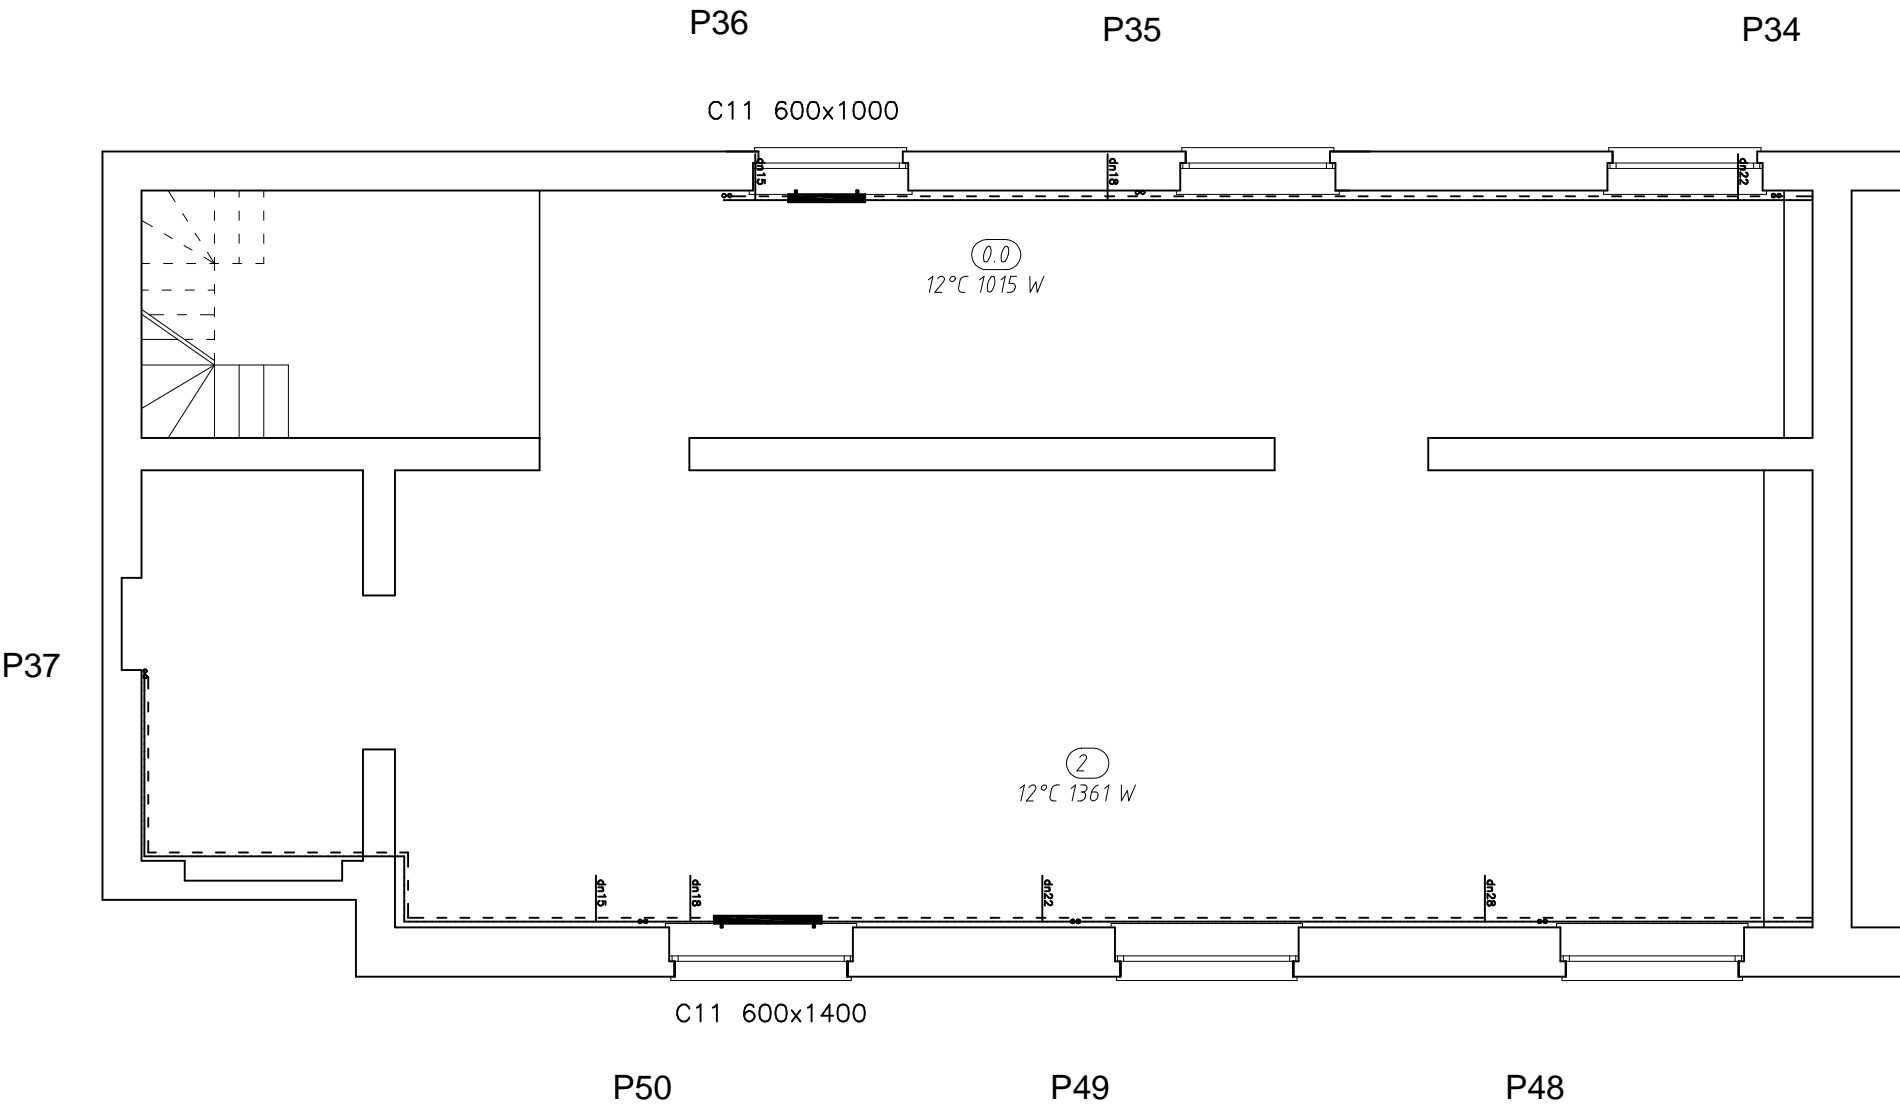 P36
P35
P34
C11 600x1000
dn15
dn18
dn22
0.0
12°C 1015 W
P37
2
12°C 1361 W
dn15
dn18
dn22
dn28
C11 600x1400
P50
P49
P48